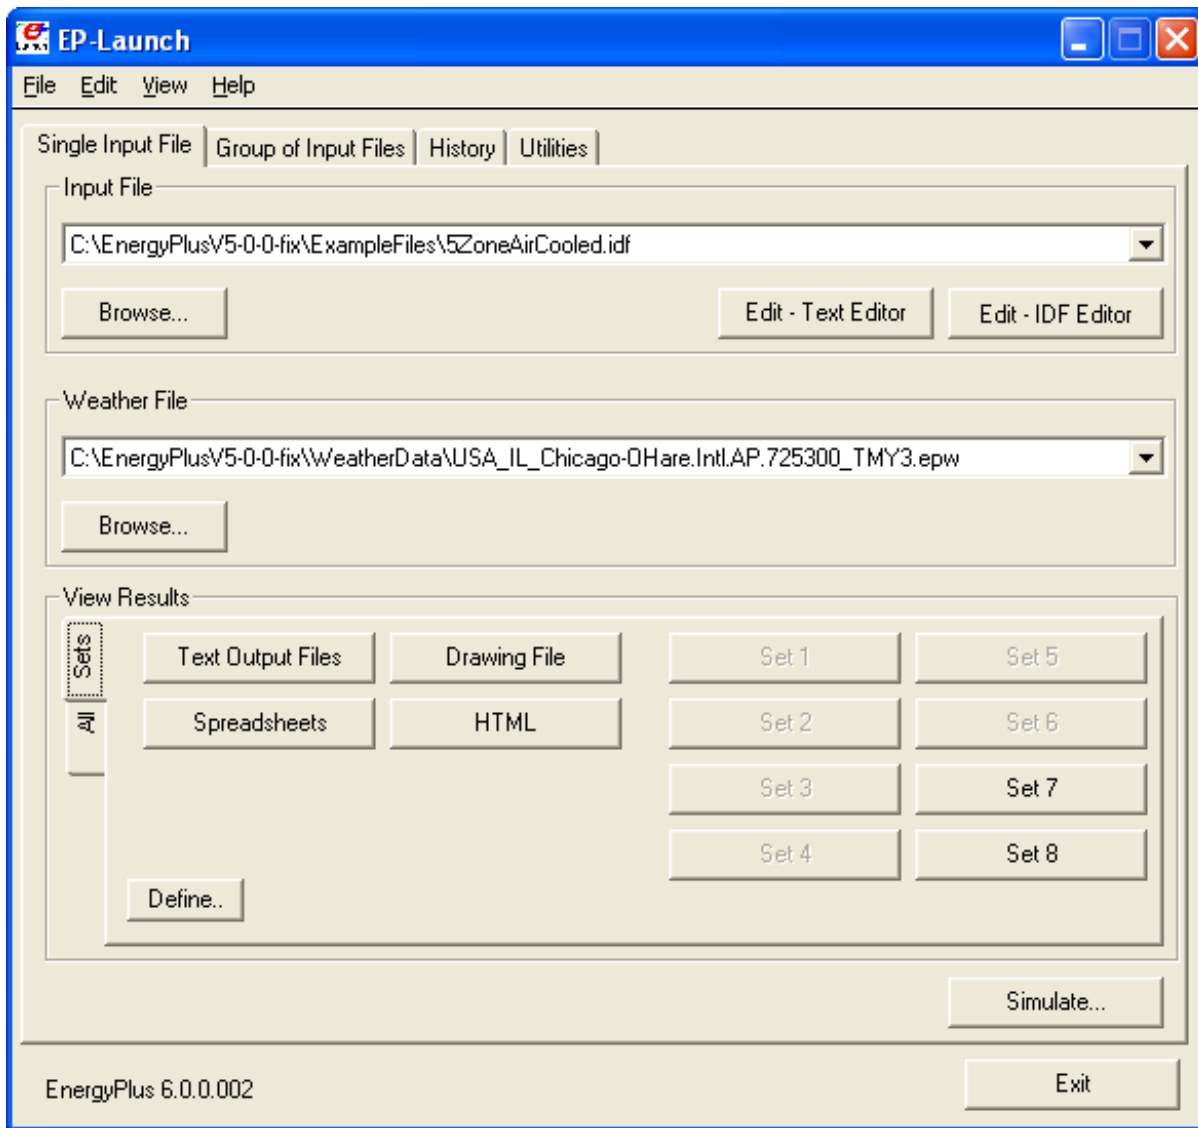 EP-Launch
File Edit View Help
Single Input File Group of Input Files History Utilities
Input File
C:\EnergyPlusV5-0-0-fix\ExampleFiles\5ZoneAirCooled.idf
Browse... Edit - Text Editor Edit - IDF Editor
Weather File
C:\EnergyPlusV5-0-0-fix\WeatherData\USA_IL_Chicago-OHare.Intl.AP.725300_TMY3.epw
Browse...
View Results
Sets
All
Text Output Files Drawing File Set 1 Set 5
Spreadsheets HTML Set 2 Set 6
Set 3 Set 7
Set 4 Set 8
Define..
Simulate...
EnergyPlus 6.0.0.002 Exit